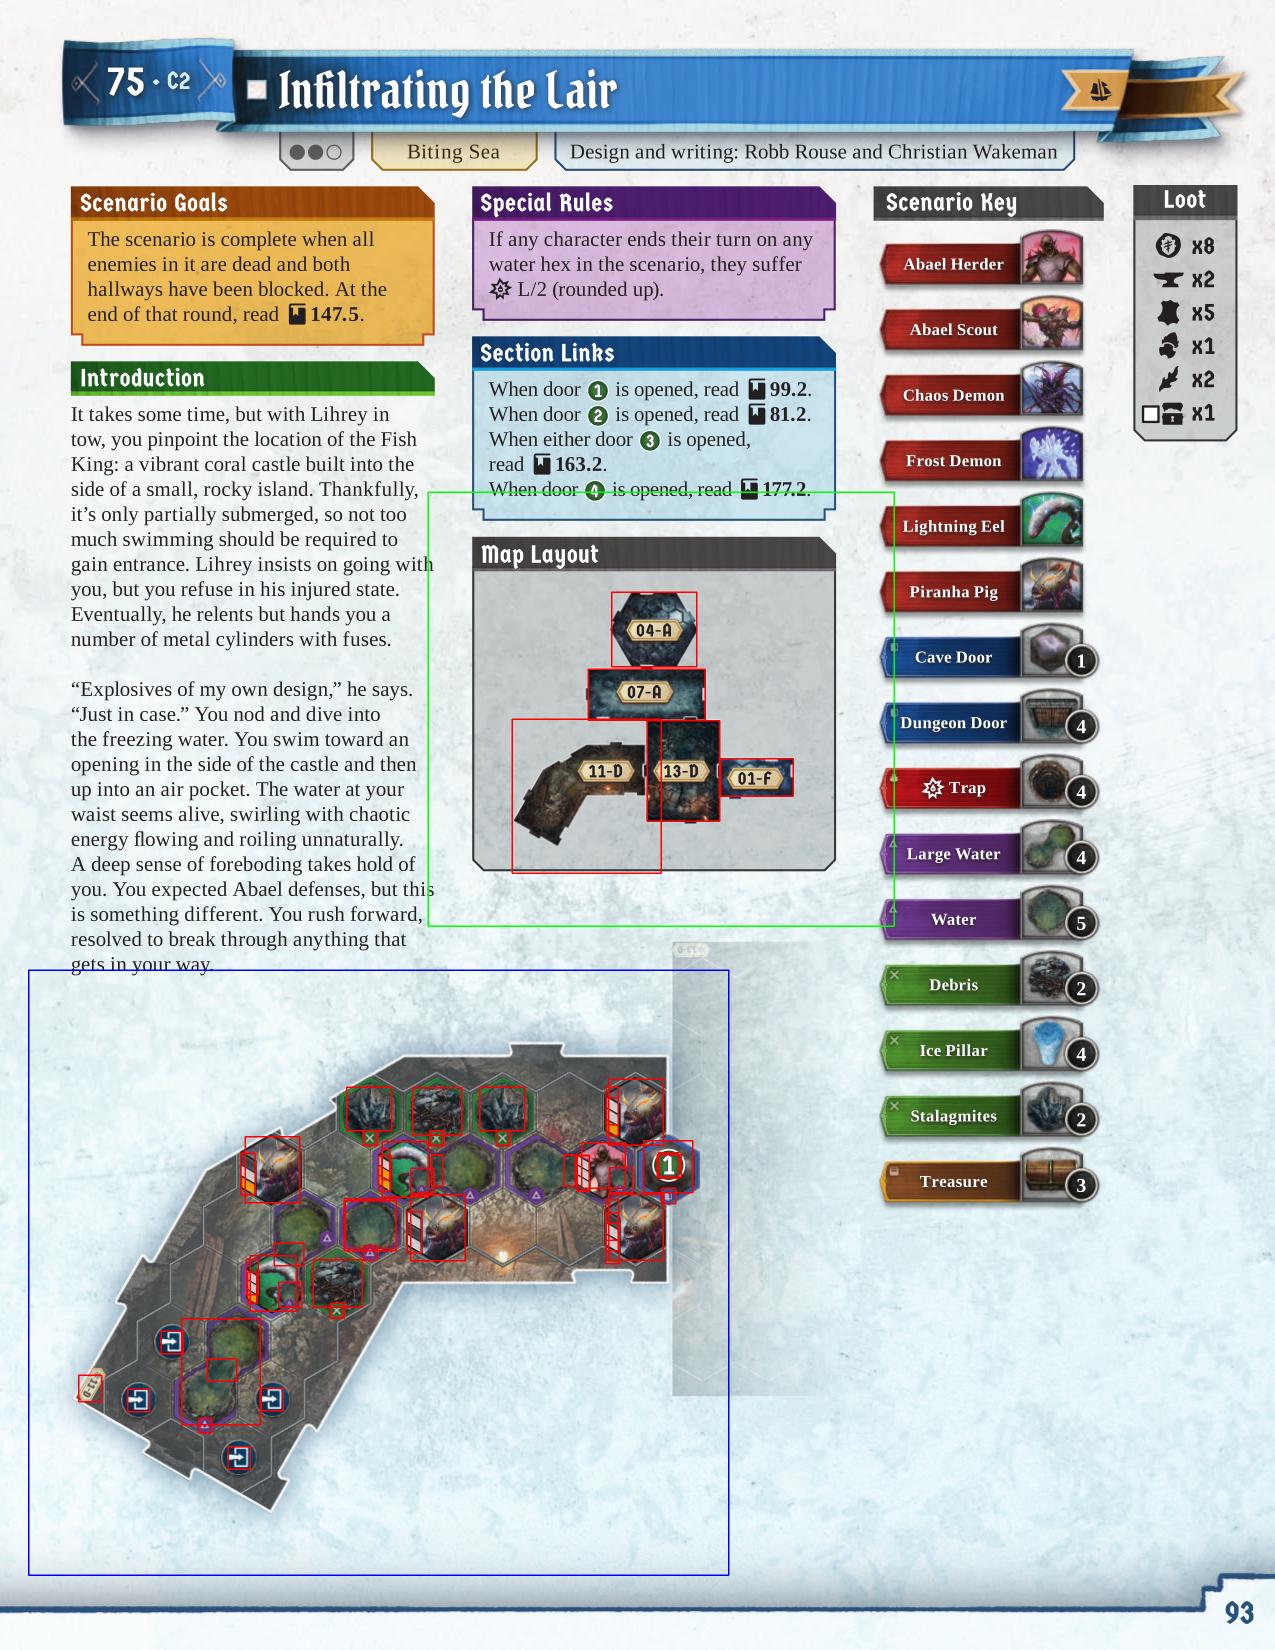 75 · C2
Infiltrating the Lair
Biting Sea
Design and writing: Robb Rouse and Christian Wakeman
Scenario Goals
The scenario is complete when all
enemies in it are dead and both
hallways have been blocked. At the
end of that round, read 147.5.
Introduction
It takes some time, but with Lihrey in
tow, you pinpoint the location of the Fish
King: a vibrant coral castle built into the
side of a small, rocky island. Thankfully,
it’s only partially submerged, so not too
much swimming should be required to
gain entrance. Lihrey insists on going with
you, but you refuse in his injured state.
Eventually, he relents but hands you a
number of metal cylinders with fuses.
“Explosives of my own design,” he says.
“Just in case.” You nod and dive into
the freezing water. You swim toward an
opening in the side of the castle and then
up into an air pocket. The water at your
waist seems alive, swirling with chaotic
energy flowing and roiling unnaturally.
A deep sense of foreboding takes hold of
you. You expected Abael defenses, but this
is something different. You rush forward,
resolved to break through anything that
gets in your way.
Special Rules
If any character ends their turn on any
water hex in the scenario, they suffer
L/2 (rounded up).
Section Links
When door 1 is opened, read 99.2.
When door 2 is opened, read 81.2.
When either door 3 is opened,
read 163.2.
When door 4 is opened, read 177.2.
Map Layout
04-A
07-A
11-D
13-D
01-F
Scenario Key
Abael Herder
Abael Scout
Chaos Demon
Frost Demon
Lightning Eel
Piranha Pig
Cave Door 1
Dungeon Door 4
Trap 4
Large Water 4
Water 5
Debris 2
Ice Pillar 4
Stalagmites 2
Treasure 3
Loot
x8
x2
x5
x1
x2
x1
1
11-D
93